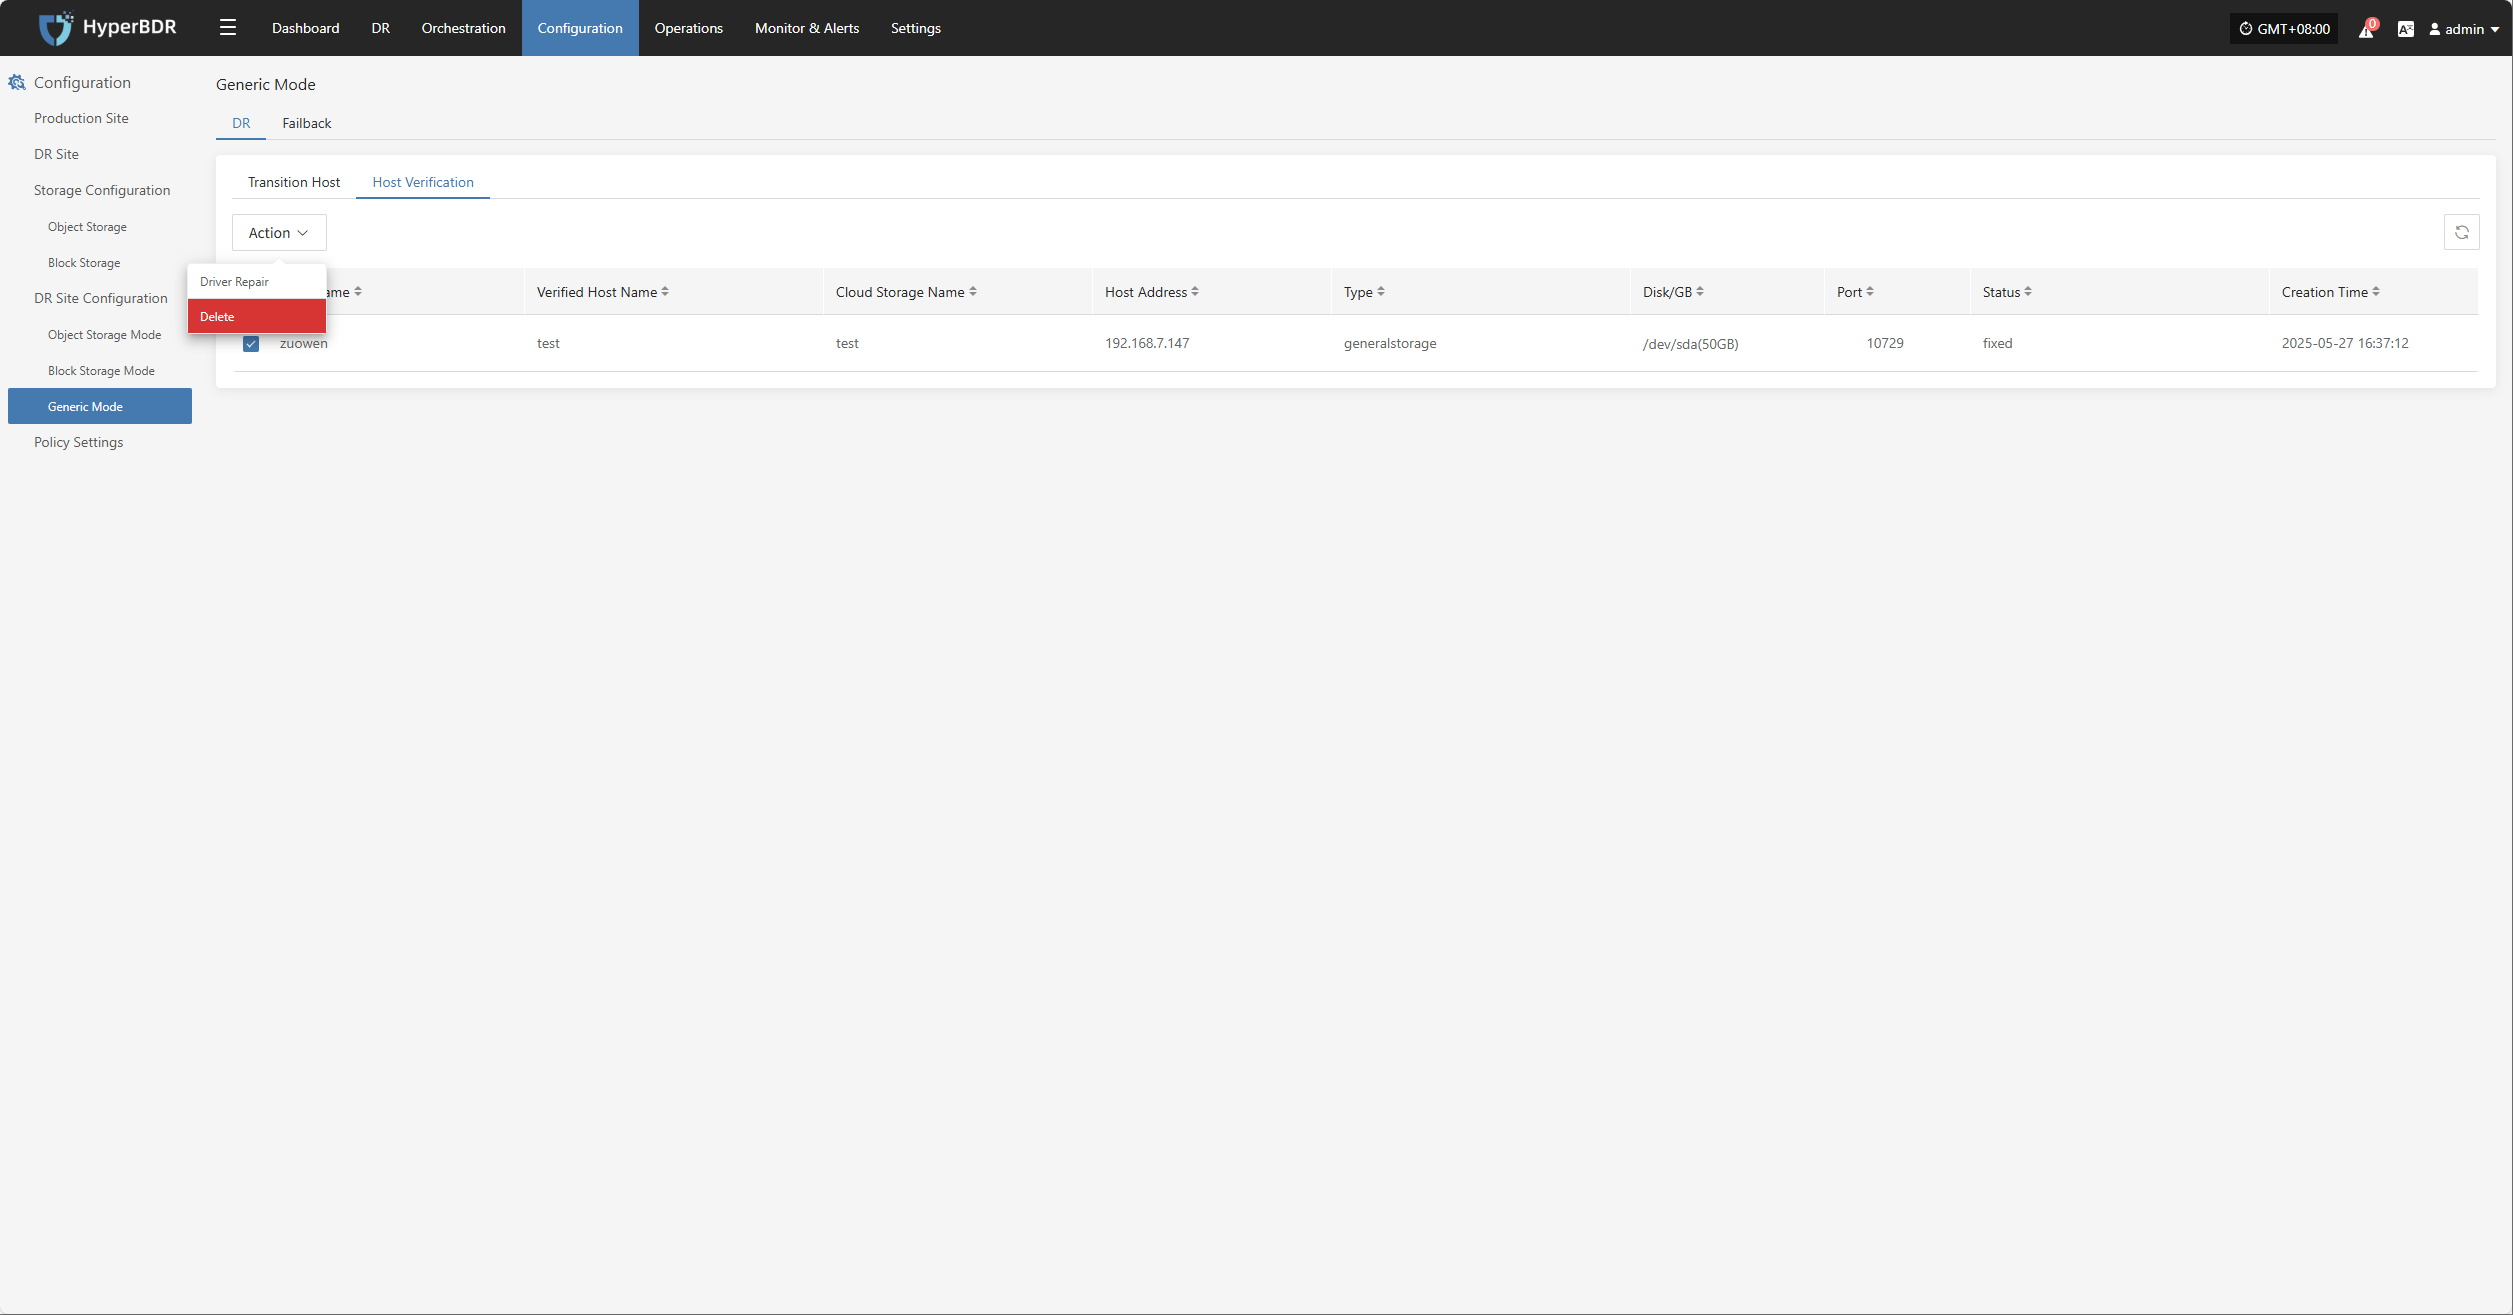 HyperBDR
Dashboard DR Orchestration Configuration Operations Monitor & Alerts Settings
GMT+08:00 0 admin
Configuration
Production Site
DR Site
Storage Configuration
Object Storage
Block Storage
DR Site Configuration
Object Storage Mode
Block Storage Mode
Generic Mode
Policy Settings
Generic Mode
DR Failback
Transition Host Host Verification
Action
Driver Repair
Delete
ame Verified Host Name Cloud Storage Name Host Address Type Disk/GB Port Status Creation Time
zuowen test test 192.168.7.147 generalstorage /dev/sda(50GB) 10729 fixed 2025-05-27 16:37:12